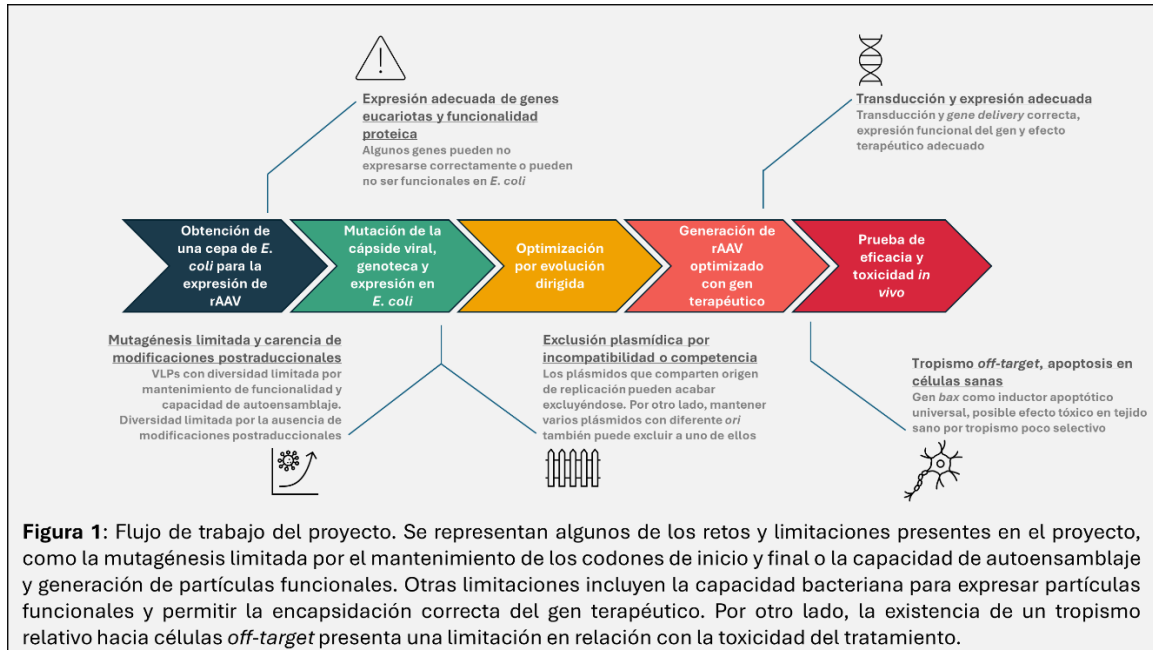 Expresión adecuada de genes
eucariotas y funcionalidad
proteica
Algunos genes pueden no
expresarse correctamente o pueden
no ser funcionales en E. coli
Transducción y expresión adecuada
Transducción y gene delivery correcta,
expresión funcional del gen y efecto
terapéutico adecuado
Obtención de
una cepa de E.
coli para la
expresión de
rAAV
Mutación de la
cápside viral,
genoteca y
expresión en
E. coli
Optimización
por evolución
dirigida
Generación de
rAAV
optimizado
con gen
terapéutico
Prueba de
eficacia y
toxicidad in
vivo
Mutagénesis limitada y carencia de
modificaciones postraduccionales
VLPs con diversidad limitada por
mantenimiento de funcionalidad y
capacidad de autoensamblaje.
Diversidad limitada por la ausencia de
modificaciones postraduccionales
Exclusión plasmídica por
incompatibilidad o competencia
Los plásmidos que comparten origen
de replicación pueden acabar
excluyéndose. Por otro lado, mantener
varios plásmidos con diferente ori
también puede excluir a uno de ellos
Tropismo off-target, apoptosis en
células sanas
Gen bax como inductor apoptótico
universal, posible efecto tóxico en tejido
sano por tropismo poco selectivo
Figura 1: Flujo de trabajo del proyecto. Se representan algunos de los retos y limitaciones presentes en el proyecto,
como la mutagénesis limitada por el mantenimiento de los codones de inicio y final o la capacidad de autoensamblaje
y generación de partículas funcionales. Otras limitaciones incluyen la capacidad bacteriana para expresar partículas
funcionales y permitir la encapsidación correcta del gen terapéutico. Por otro lado, la existencia de un tropismo
relativo hacia células off-target presenta una limitación en relación con la toxicidad del tratamiento.